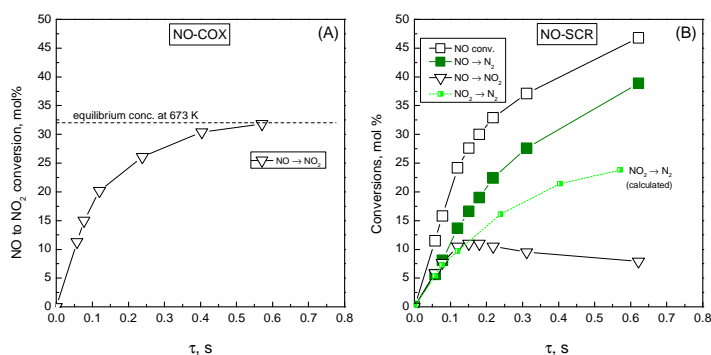 NO-COX
(A)
NO to NO₂ conversion, mol%
50
45
40
35
30
25
20
15
10
5
0
equilibrium conc. at 673 K
NO → NO₂
0.0 0.1 0.2 0.3 0.4 0.5 0.6 0.7 0.8
τ, s
NO-SCR
(B)
Conversions, mol %
50
45
40
35
30
25
20
15
10
5
0
NO conv.
NO → N₂
NO → NO₂
NO₂ → N₂
NO₂ → N₂
(calculated)
0.0 0.1 0.2 0.3 0.4 0.5 0.6 0.7 0.8
τ, s